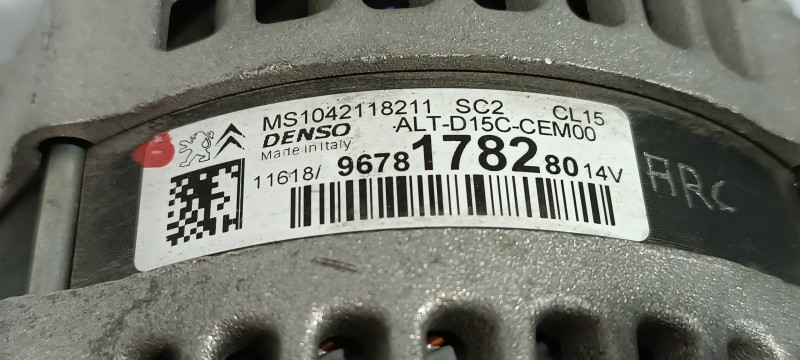 MS1042118211 SC2 CL15
DENSO ALT-D15C-CEM00
Made in Italy
11618/ 9678178280 14V
ARC